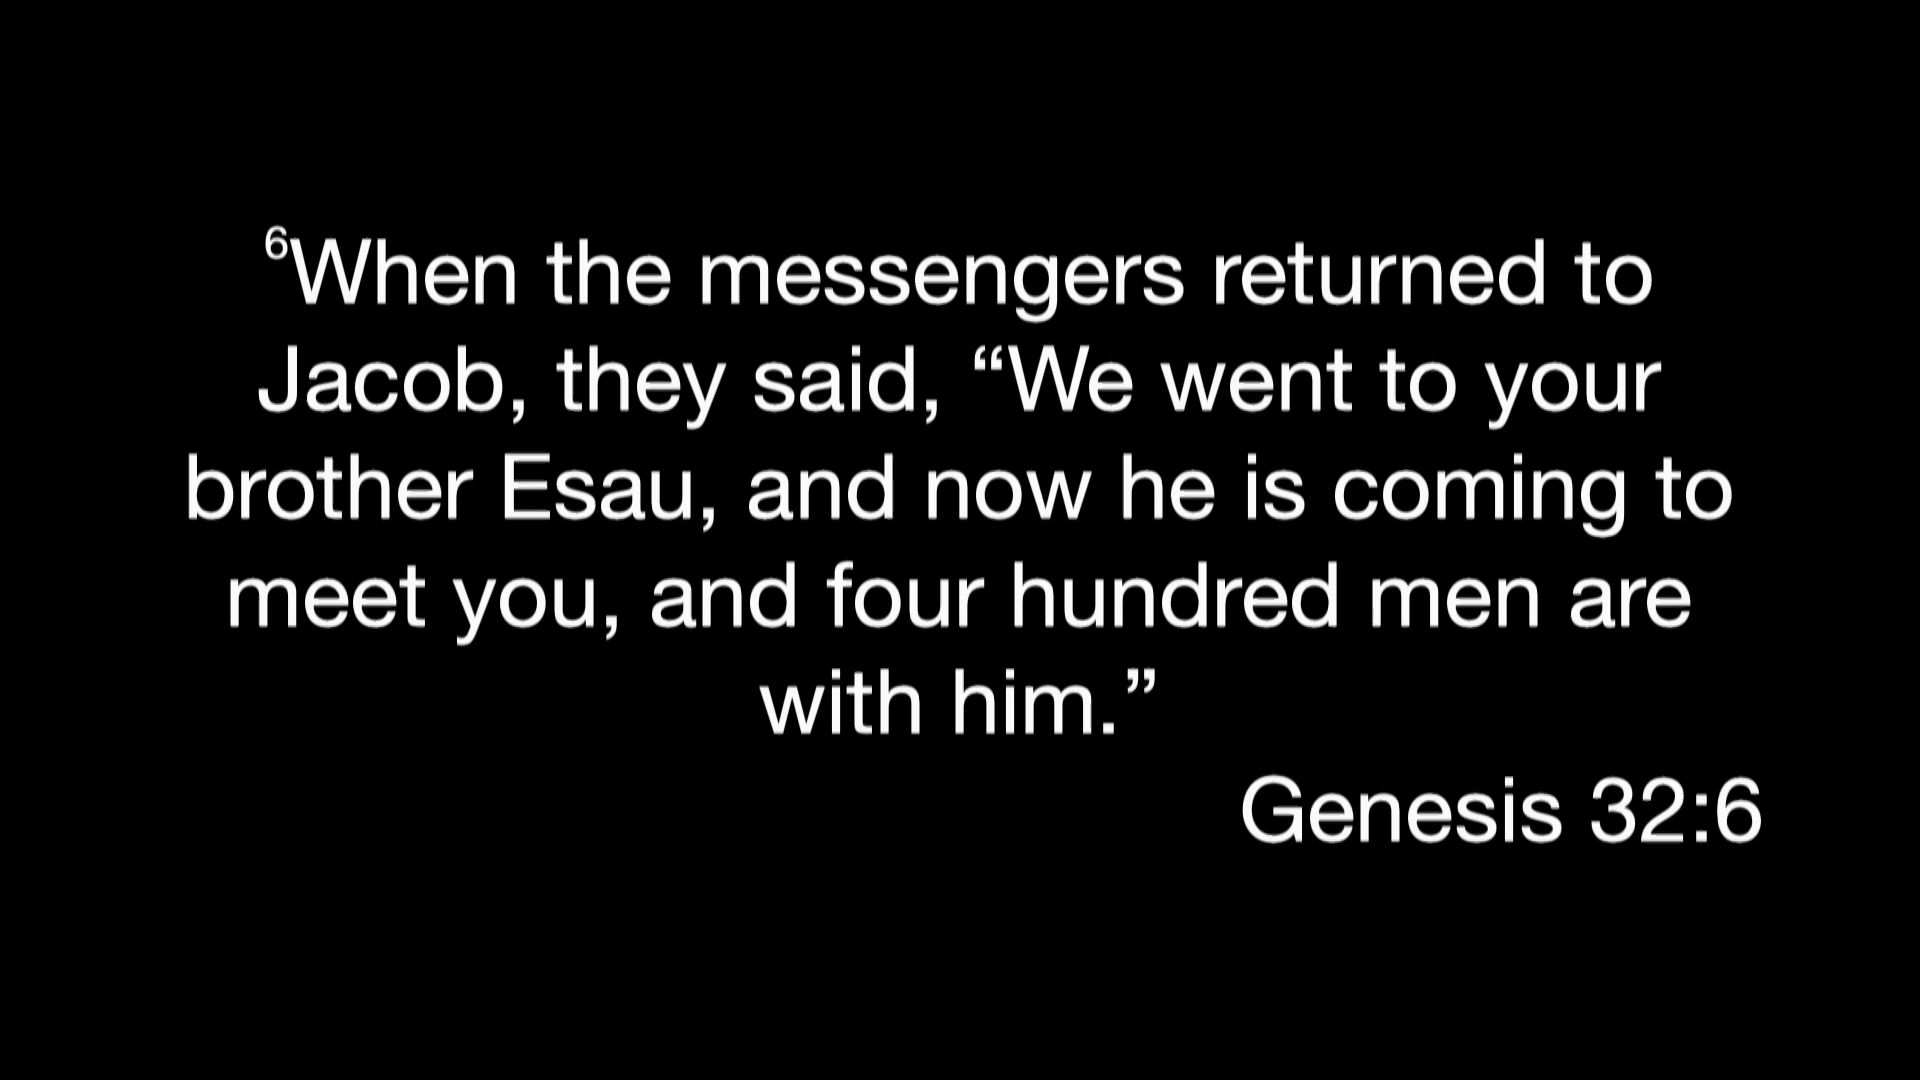 ⁶When the messengers returned to
Jacob, they said, “We went to your
brother Esau, and now he is coming to
meet you, and four hundred men are
with him.”
Genesis 32:6